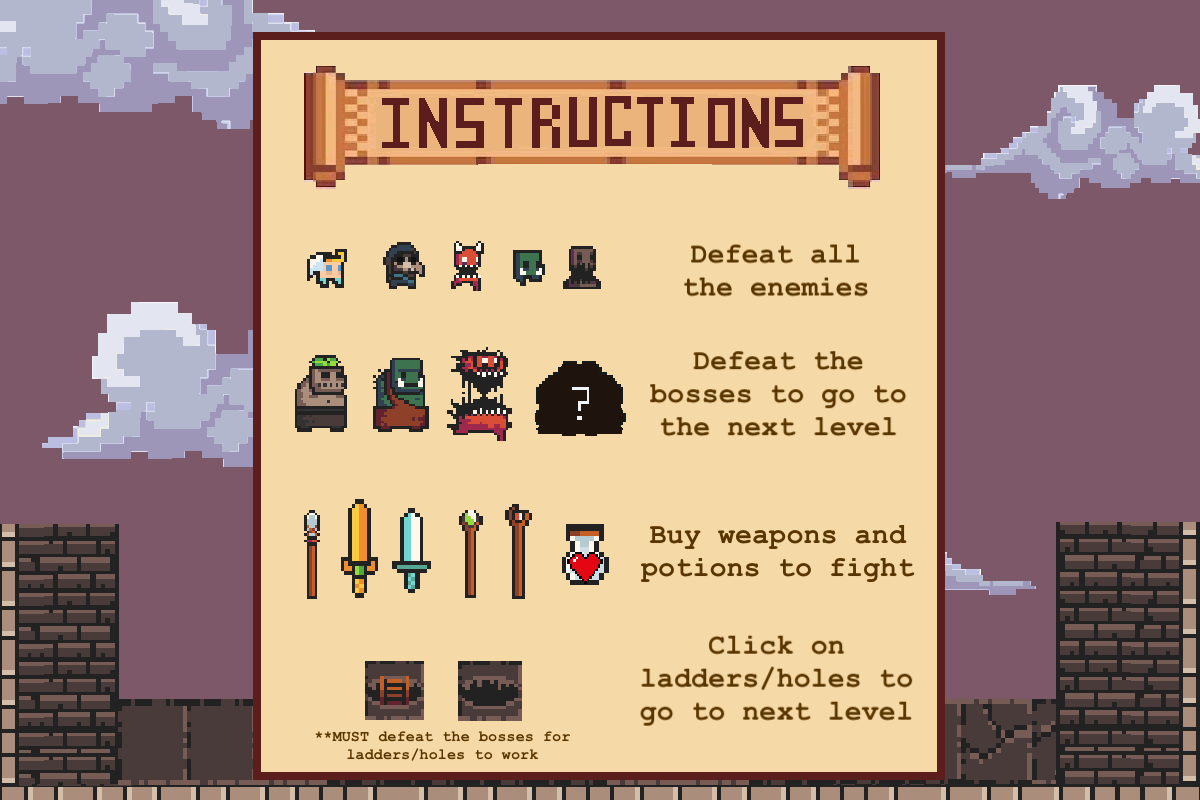 INSTRUCTIONS
Defeat all
the enemies
Defeat the
bosses to go to
the next level
?
Buy weapons and
potions to fight
Click on
ladders/holes to
go to next level
**MUST defeat the bosses for
ladders/holes to work